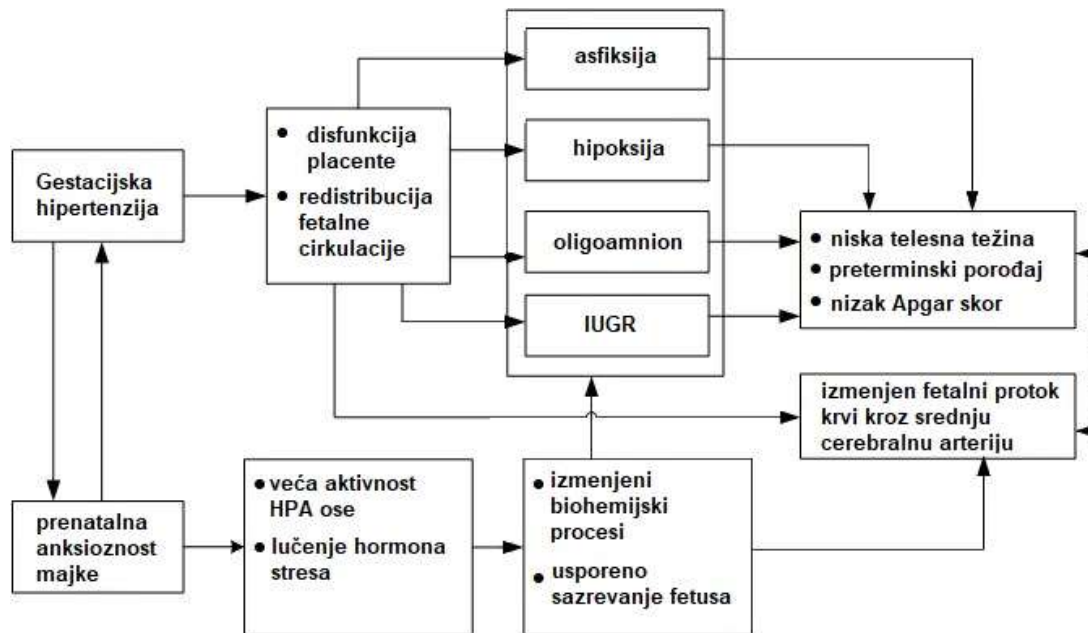 Gestacijska
hipertenzija
• disfunkcija
placente
• redistribucija
fetalne
cirkulacije
asfiksija
hipoksija
oligoamnion
IUGR
• niska telesna težina
• preterminski porođaj
• nizak Apgar skor
izmenjen fetalni protok
krvi kroz srednju
cerebralnu arteriju
prenatalna
anksioznost
majke
• veća aktivnost
HPA ose
• lučenje hormona
stresa
• izmenjeni
biohemijski
procesi
• usporeno
sazrevanje fetusa